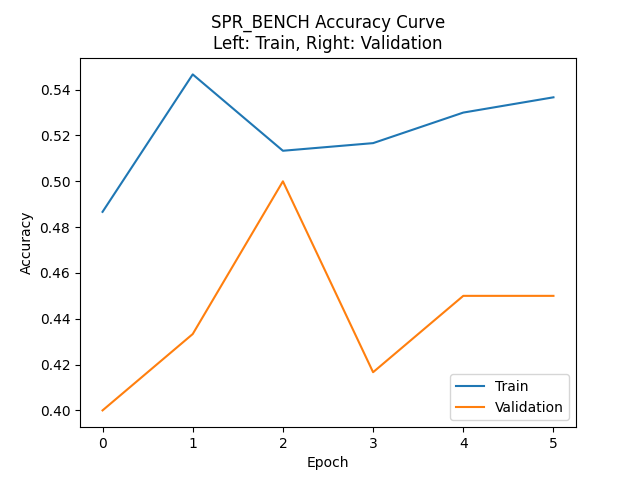 SPR_BENCH Accuracy Curve
Left: Train, Right: Validation
Accuracy
0.54
0.52
0.50
0.48
0.46
0.44
0.42
0.40
0 1 2 3 4 5
Epoch
Train
Validation